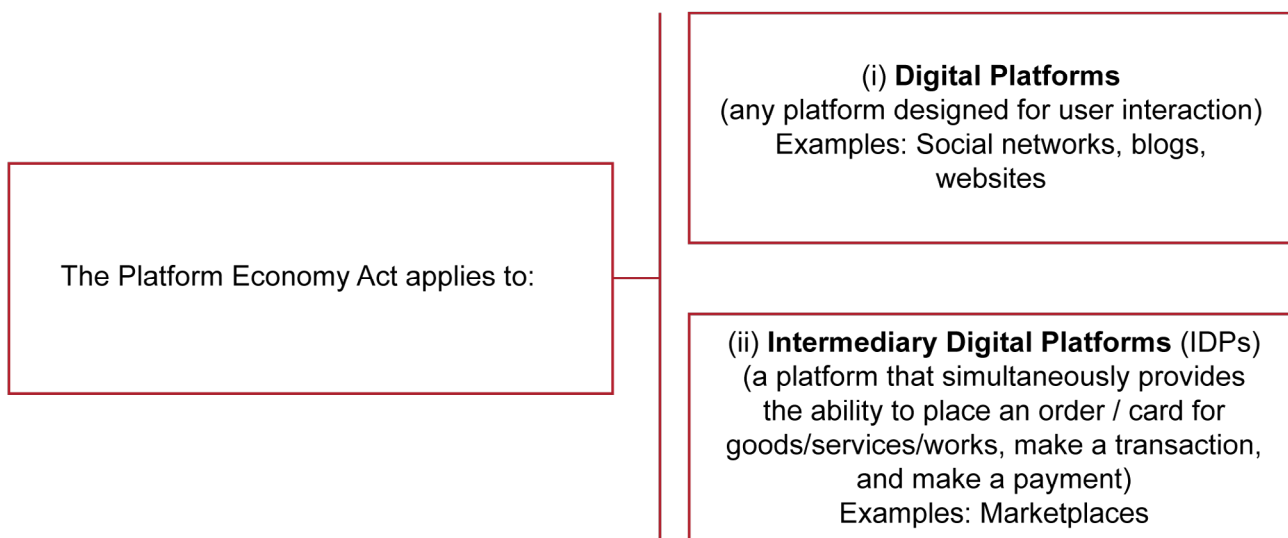 The Platform Economy Act applies to:
(i) Digital Platforms
(any platform designed for user interaction)
Examples: Social networks, blogs,
websites
(ii) Intermediary Digital Platforms (IDPs)
(a platform that simultaneously provides
the ability to place an order / card for
goods/services/works, make a transaction,
and make a payment)
Examples: Marketplaces